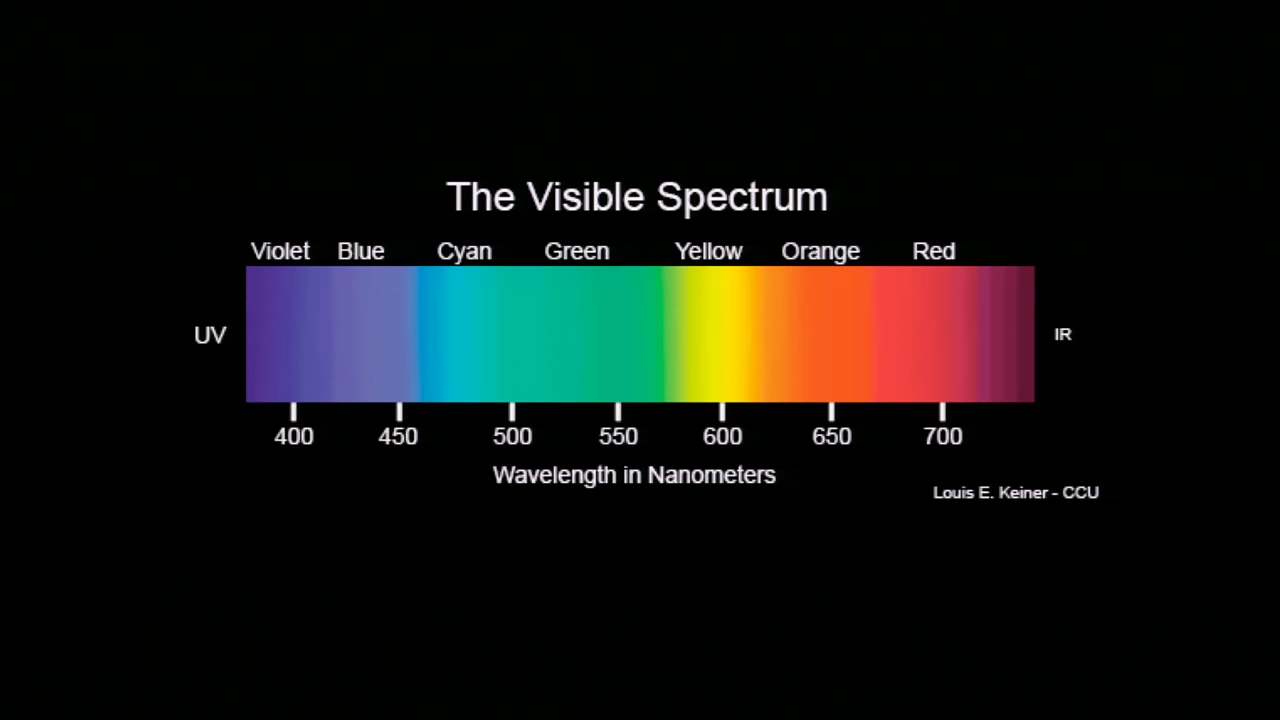 The Visible Spectrum
Violet Blue Cyan Green Yellow Orange Red
UV IR
400 450 500 550 600 650 700
Wavelength in Nanometers
Louis E. Keiner - CCU